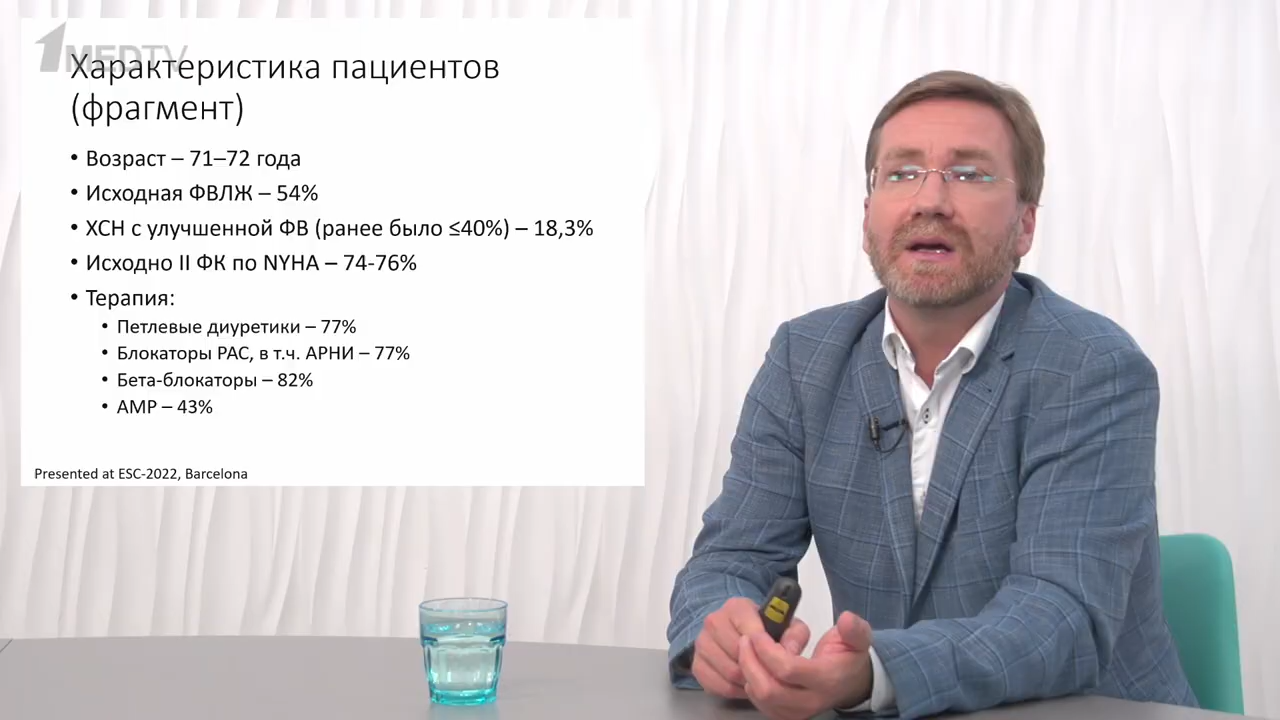 1MEDTV
Характеристика пациентов
(фрагмент)
• Возраст – 71–72 года
• Исходная ФВЛЖ – 54%
• ХСН с улучшенной ФВ (ранее было ≤40%) – 18,3%
• Исходно II ФК по NYHA – 74-76%
• Терапия:
• Петлевые диуретики – 77%
• Блокаторы РАС, в т.ч. АРНИ – 77%
• Бета-блокаторы – 82%
• АМР – 43%
Presented at ESC-2022, Barcelona